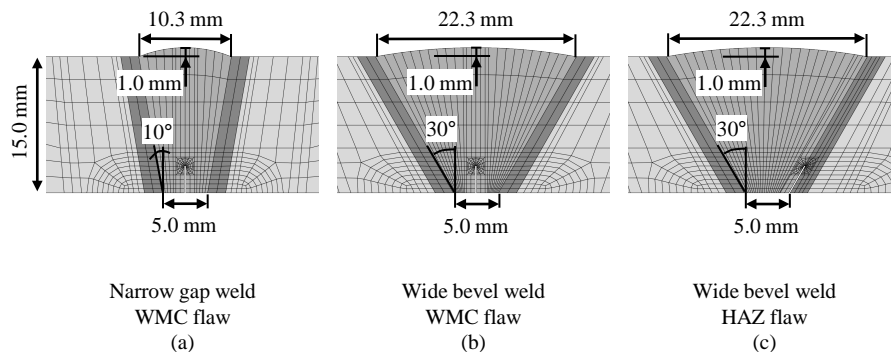 10.3 mm
22.3 mm
22.3 mm
1.0 mm
1.0 mm
1.0 mm
15.0 mm
10°
30°
30°
5.0 mm
5.0 mm
5.0 mm
Narrow gap weld
WMC flaw
(a)
Wide bevel weld
WMC flaw
(b)
Wide bevel weld
HAZ flaw
(c)